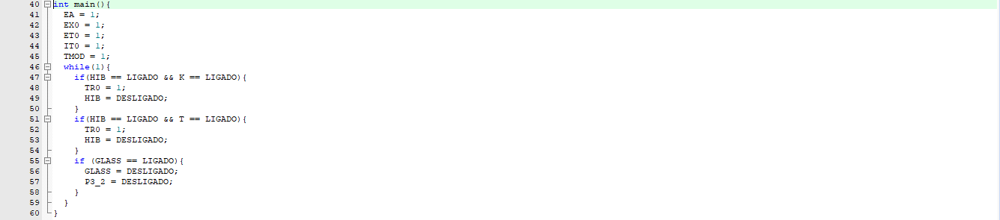 40 int main(){
41 EA = 1;
42 EX0 = 1;
43 ET0 = 1;
44 IT0 = 1;
45 TMOD = 1;
46 while(1){
47 if(HIB == LIGADO && K == LIGADO){
48 TR0 = 1;
49 HIB = DESLIGADO;
50 }
51 if(HIB == LIGADO && T == LIGADO){
52 TR0 = 1;
53 HIB = DESLIGADO;
54 }
55 if (GLASS == LIGADO){
56 GLASS = DESLIGADO;
57 P3_2 = DESLIGADO;
58 }
59 }
60 }